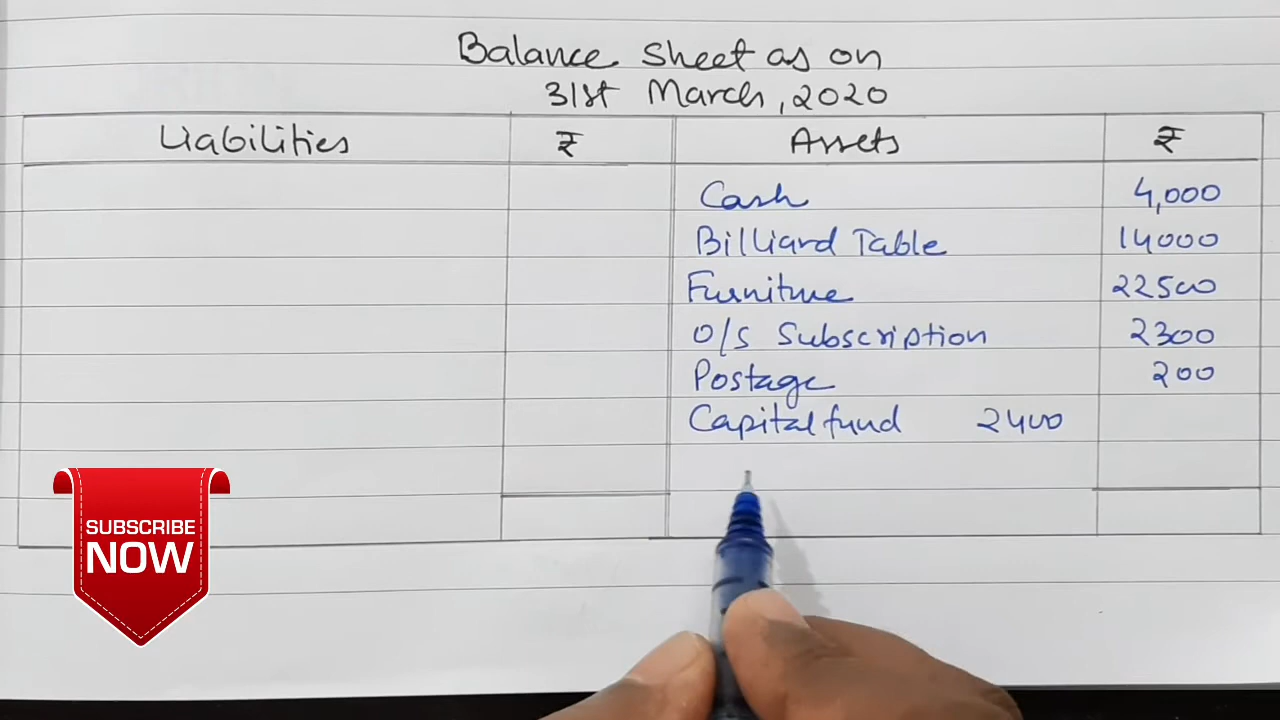 Balance Sheet as on
31st March, 2020
Liabilities ₹ Assets ₹
Cash 4,000
Billiard Table 14000
Furniture 22500
O/S Subscription 2300
Postage 200
Capital fund 2400
SUBSCRIBE
NOW